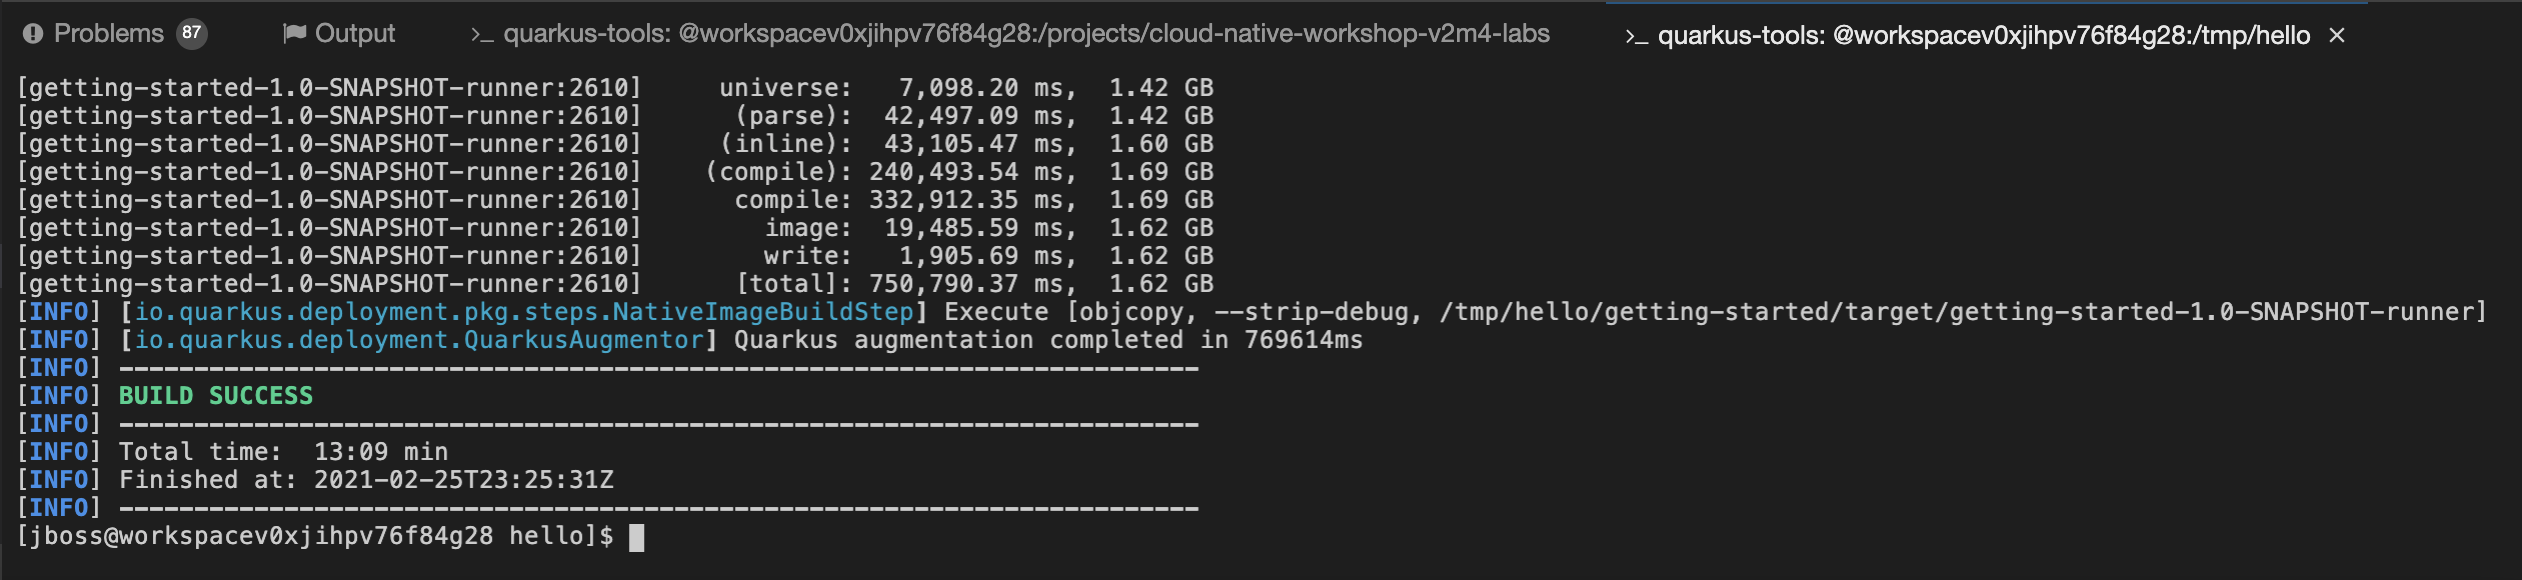 Problems 87 Output >_ quarkus-tools: @workspacev0xjihpv76f84g28:/projects/cloud-native-workshop-v2m4-labs >_ quarkus-tools: @workspacev0xjihpv76f84g28:/tmp/hello ×
[getting-started-1.0-SNAPSHOT-runner:2610]     universe:   7,098.20 ms,  1.42 GB
[getting-started-1.0-SNAPSHOT-runner:2610]      (parse):  42,497.09 ms,  1.42 GB
[getting-started-1.0-SNAPSHOT-runner:2610]     (inline):  43,105.47 ms,  1.60 GB
[getting-started-1.0-SNAPSHOT-runner:2610]    (compile): 240,493.54 ms,  1.69 GB
[getting-started-1.0-SNAPSHOT-runner:2610]      compile: 332,912.35 ms,  1.69 GB
[getting-started-1.0-SNAPSHOT-runner:2610]        image:  19,485.59 ms,  1.62 GB
[getting-started-1.0-SNAPSHOT-runner:2610]        write:   1,905.69 ms,  1.62 GB
[getting-started-1.0-SNAPSHOT-runner:2610]      [total]: 750,790.37 ms,  1.62 GB
[INFO] [io.quarkus.deployment.pkg.steps.NativeImageBuildStep] Execute [objcopy, --strip-debug, /tmp/hello/getting-started/target/getting-started-1.0-SNAPSHOT-runner]
[INFO] [io.quarkus.deployment.QuarkusAugmentor] Quarkus augmentation completed in 769614ms
[INFO] ------------------------------------------------------------------------
[INFO] BUILD SUCCESS
[INFO] ------------------------------------------------------------------------
[INFO] Total time:  13:09 min
[INFO] Finished at: 2021-02-25T23:25:31Z
[INFO] ------------------------------------------------------------------------
[jboss@workspacev0xjihpv76f84g28 hello]$